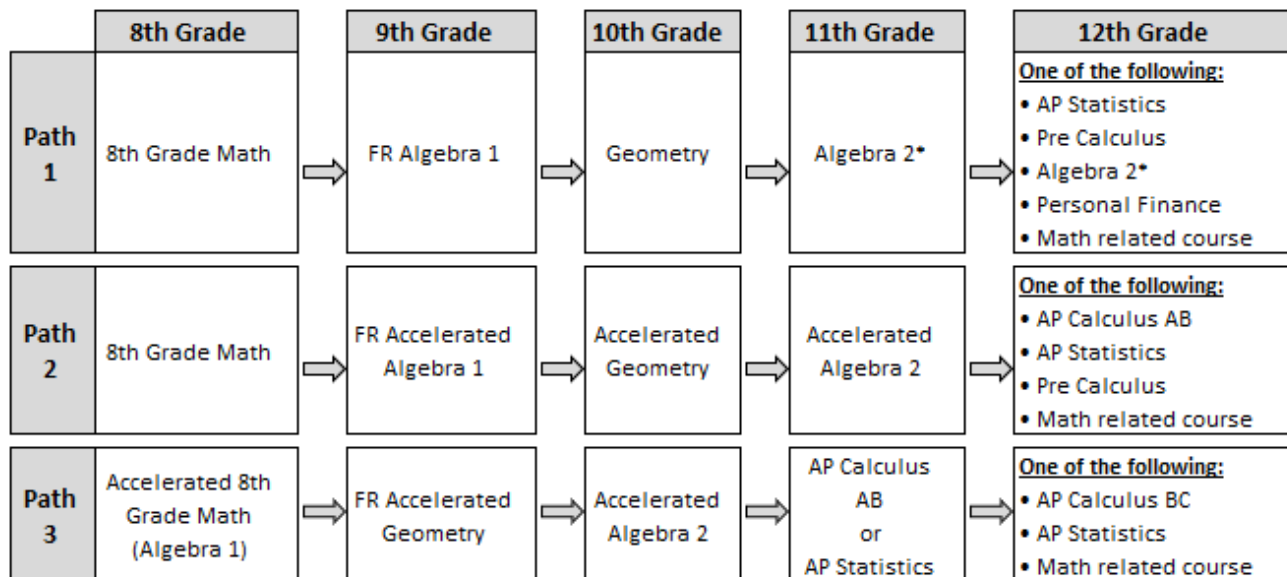 8th Grade
9th Grade
10th Grade
11th Grade
12th Grade
Path
1
8th Grade Math
FR Algebra 1
Geometry
Algebra 2*
One of the following:
• AP Statistics
• Pre Calculus
• Algebra 2*
• Personal Finance
• Math related course
Path
2
8th Grade Math
FR Accelerated
Algebra 1
Accelerated
Geometry
Accelerated
Algebra 2
One of the following:
• AP Calculus AB
• AP Statistics
• Pre Calculus
• Math related course
Path
3
Accelerated 8th
Grade Math
(Algebra 1)
FR Accelerated
Geometry
Accelerated
Algebra 2
AP Calculus
AB
or
AP Statistics
One of the following:
• AP Calculus BC
• AP Statistics
• Math related course